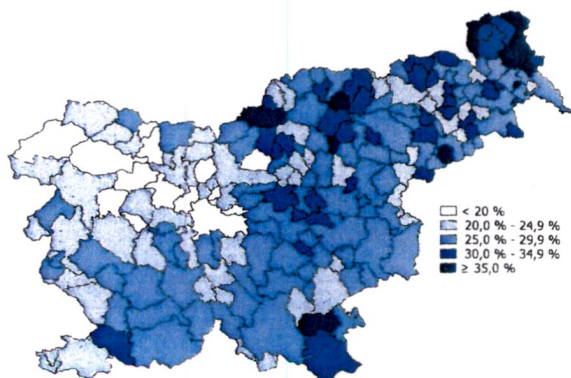 < 20 %
20,0 % - 24,9 %
25,0 % - 29,9 %
30,0 % - 34,9 %
≥ 35,0 %